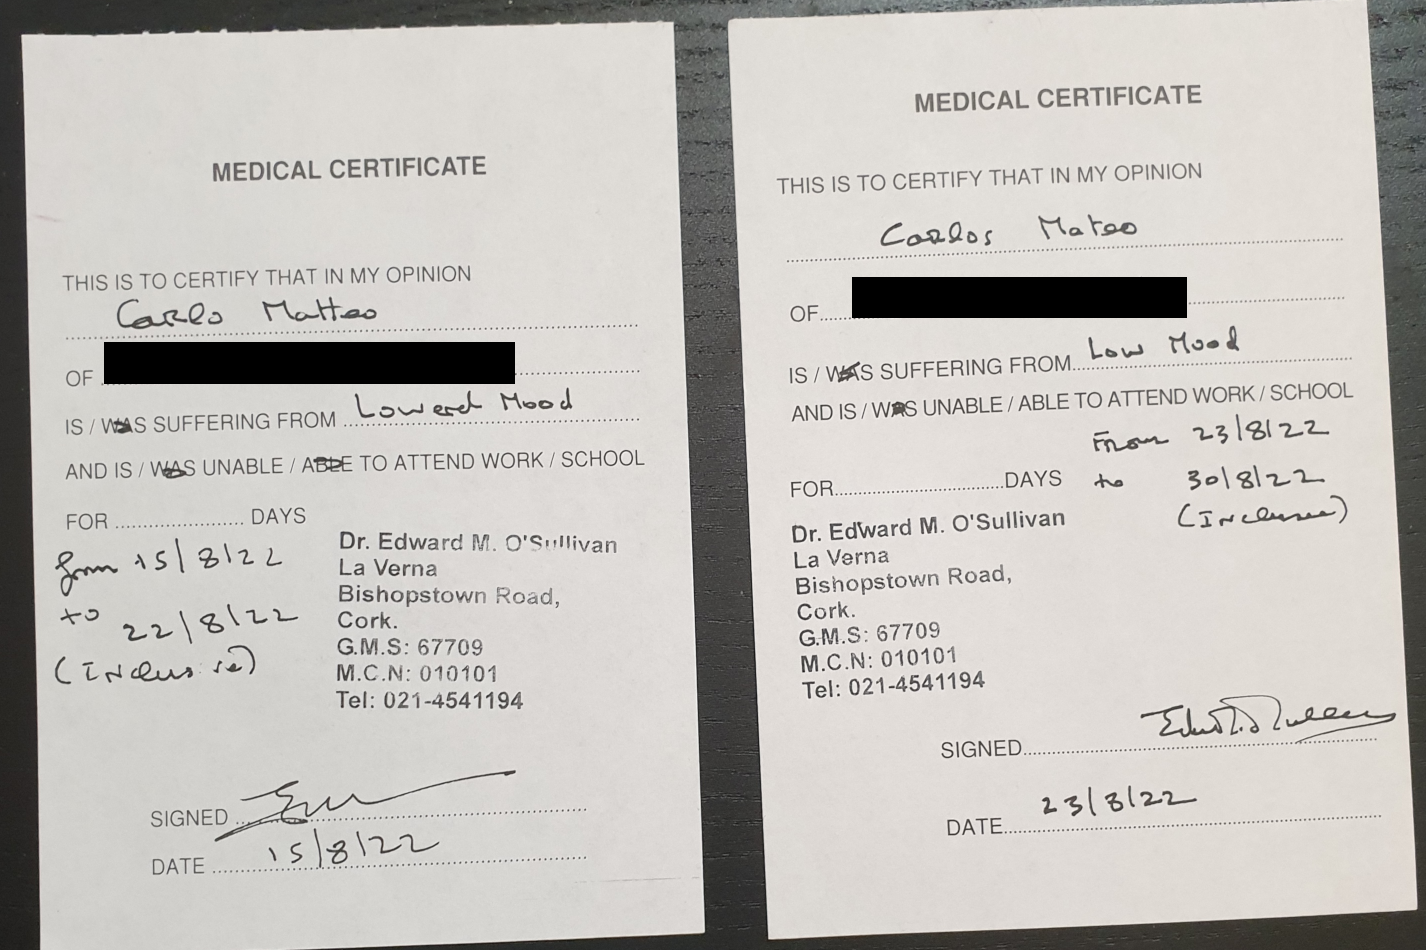 MEDICAL CERTIFICATE
THIS IS TO CERTIFY THAT IN MY OPINION
Carlo Matteo
OF
IS / WAS SUFFERING FROM Lowered Mood
AND IS / WAS UNABLE / ABLE TO ATTEND WORK / SCHOOL
FOR DAYS
from 15/8/22
to 22/8/22
(Inclusive)
Dr. Edward M. O'Sullivan
La Verna
Bishopstown Road,
Cork.
G.M.S: 67709
M.C.N: 010101
Tel: 021-4541194
SIGNED
DATE 15/8/22
MEDICAL CERTIFICATE
THIS IS TO CERTIFY THAT IN MY OPINION
Carlos Mateo
OF
IS / WAS SUFFERING FROM Low Mood
AND IS / WAS UNABLE / ABLE TO ATTEND WORK / SCHOOL
From 23/8/22
FOR DAYS to 30/8/22
(Inclusive)
Dr. Edward M. O'Sullivan
La Verna
Bishopstown Road,
Cork.
G.M.S: 67709
M.C.N: 010101
Tel: 021-4541194
SIGNED
DATE 23/8/22